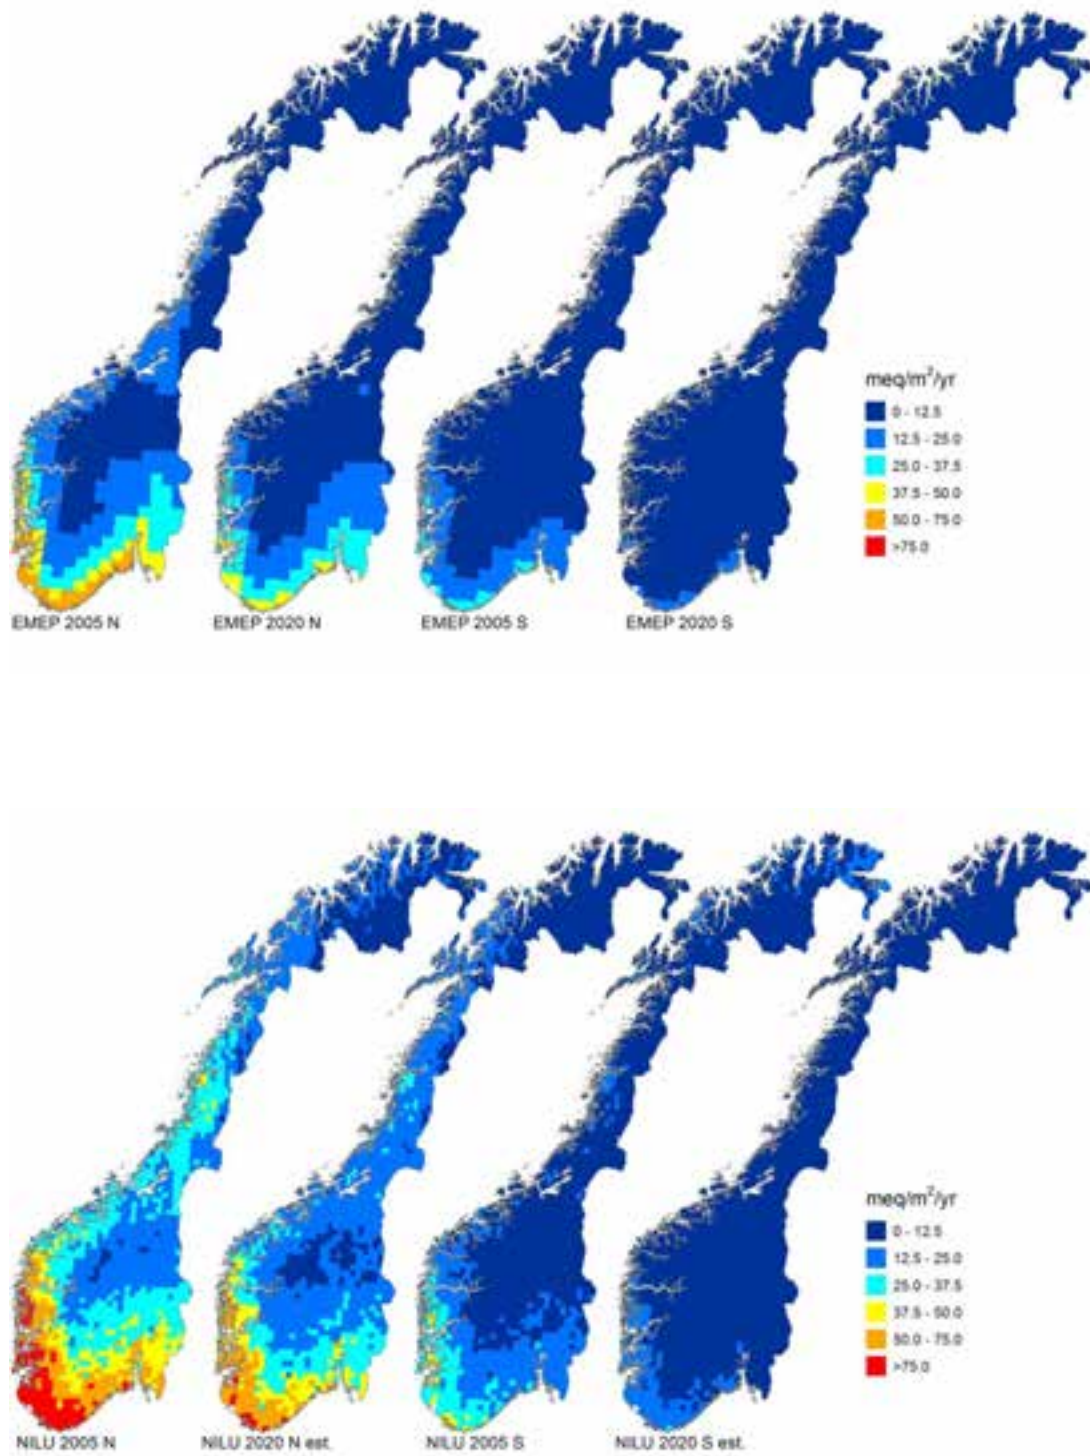 meq/m²/yr
0 - 12.5
12.5 - 25.0
25.0 - 37.5
37.5 - 50.0
50.0 - 75.0
>75.0
EMEP 2005 N
EMEP 2020 N
EMEP 2005 S
EMEP 2020 S
meq/m²/yr
0 - 12.5
12.5 - 25.0
25.0 - 37.5
37.5 - 50.0
50.0 - 75.0
>75.0
NILU 2005 N
NILU 2020 N est.
NILU 2005 S
NILU 2020 S est.